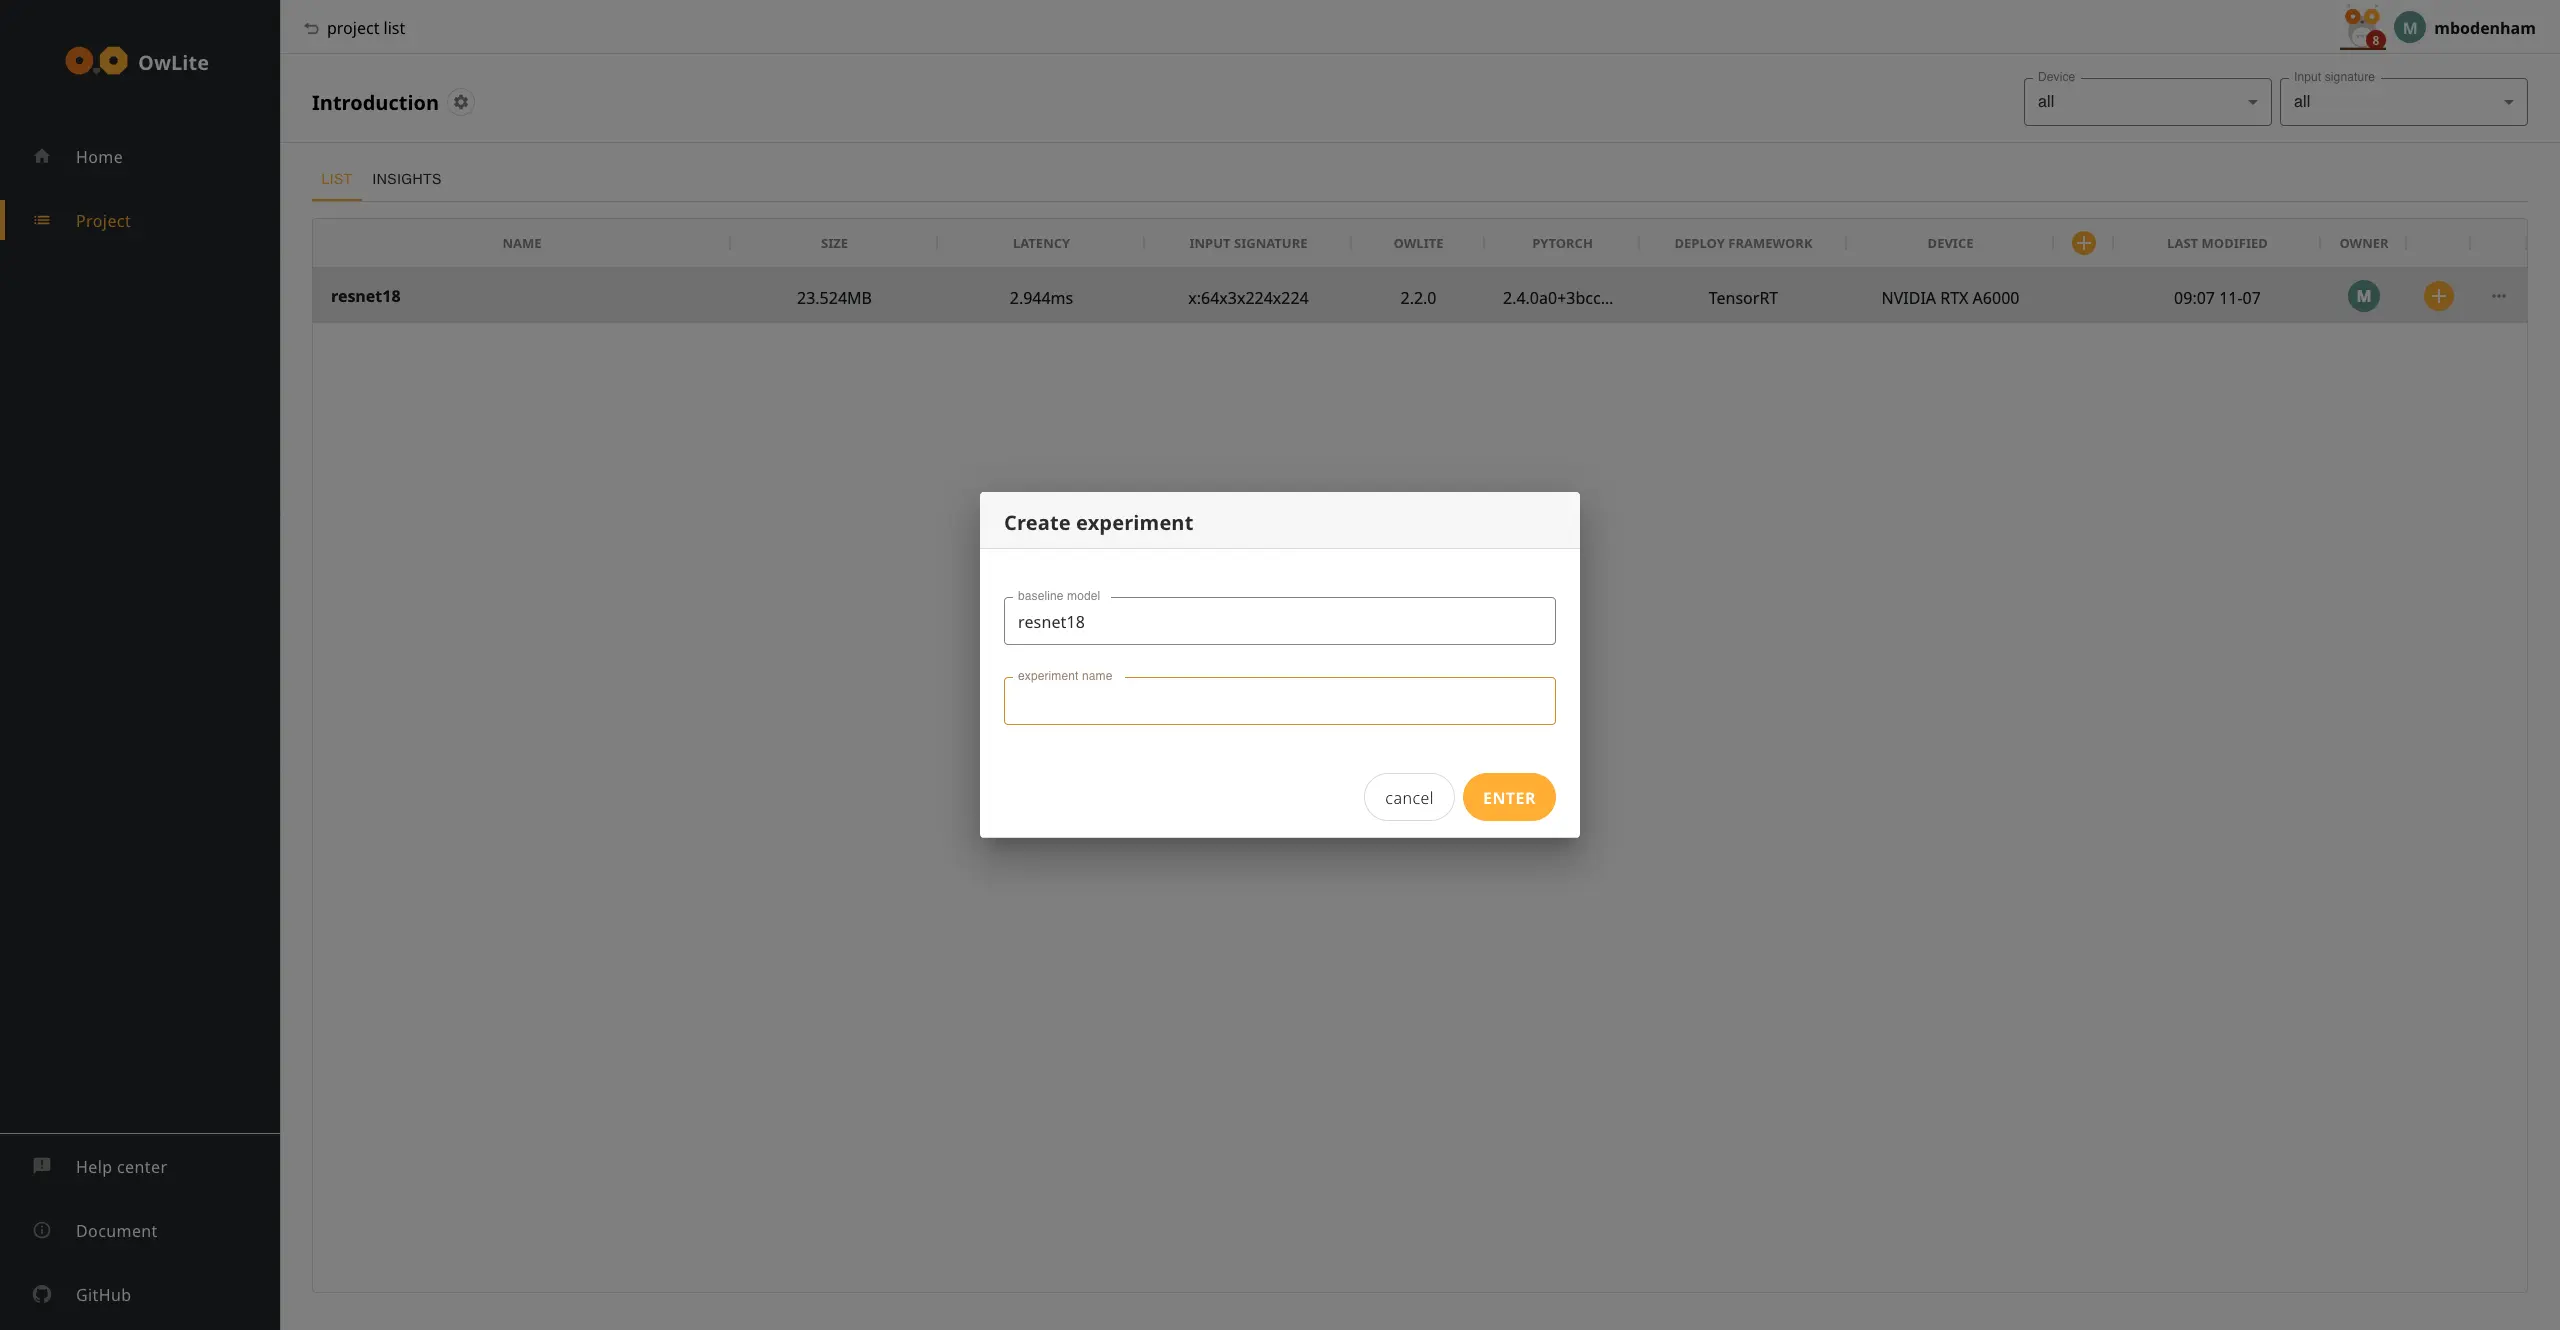 OwLite
Home
Project
Help center
Document
GitHub
project list
8
M
mbodenham
Introduction
Device
all
Input signature
all
LIST
INSIGHTS
NAME SIZE LATENCY INPUT SIGNATURE OWLITE PYTORCH DEPLOY FRAMEWORK DEVICE LAST MODIFIED OWNER
resnet18 23.524MB 2.944ms x:64x3x224x224 2.2.0 2.4.0a0+3bcc... TensorRT NVIDIA RTX A6000 09:07 11-07 M
Create experiment
baseline model
resnet18
experiment name
cancel ENTER